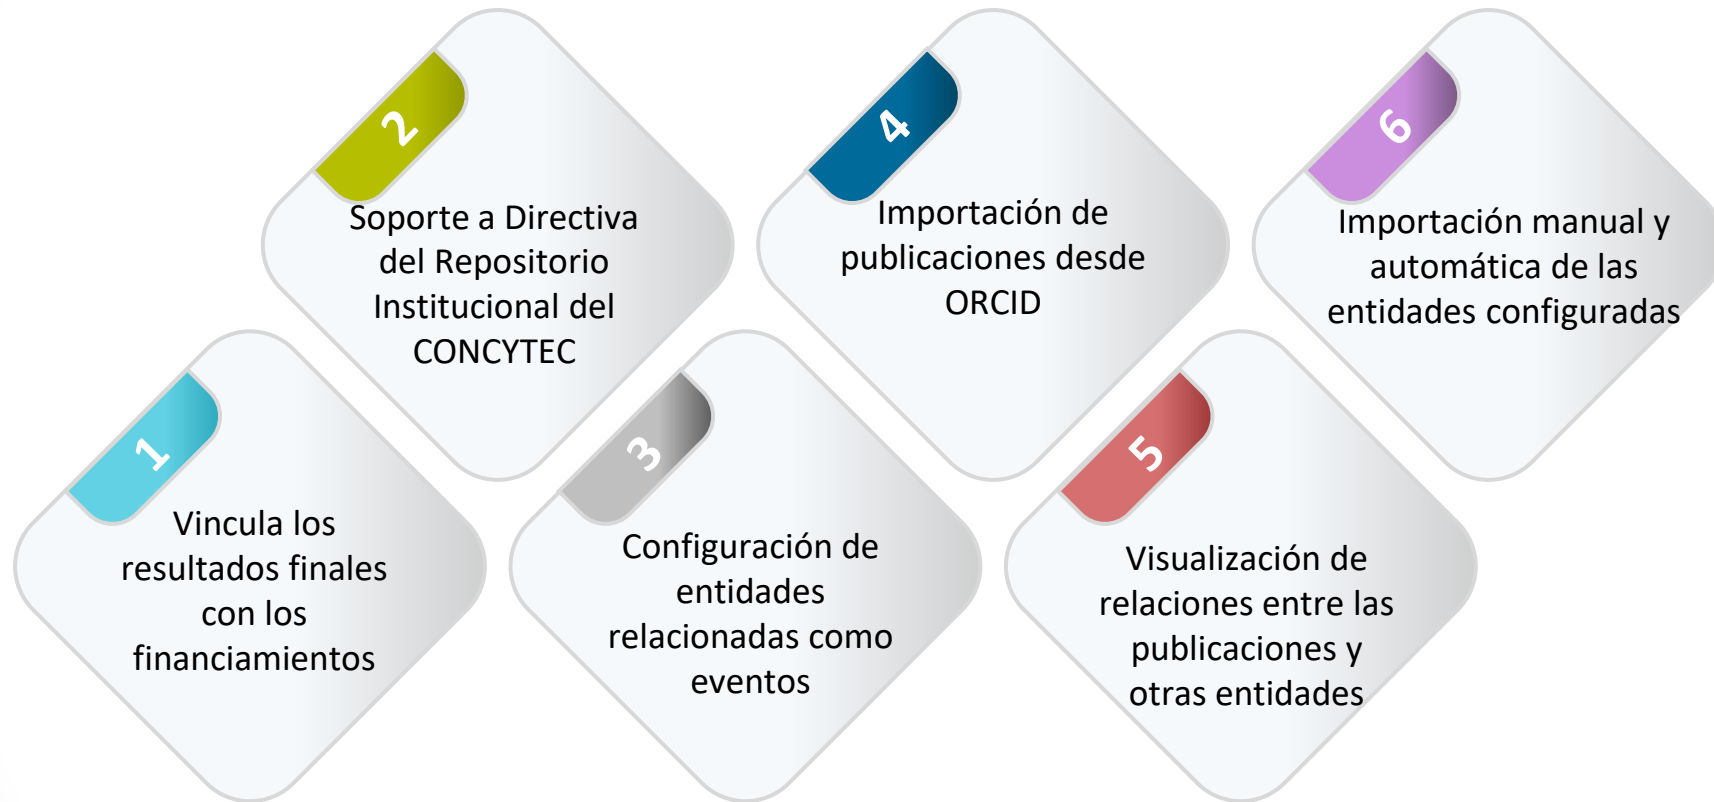 1
Vincula los
resultados finales
con los
financiamientos
2
Soporte a Directiva
del Repositorio
Institucional del
CONCYTEC
3
Configuración de
entidades
relacionadas como
eventos
4
Importación de
publicaciones desde
ORCID
5
Visualización de
relaciones entre las
publicaciones y
otras entidades
6
Importación manual y
automática de las
entidades configuradas